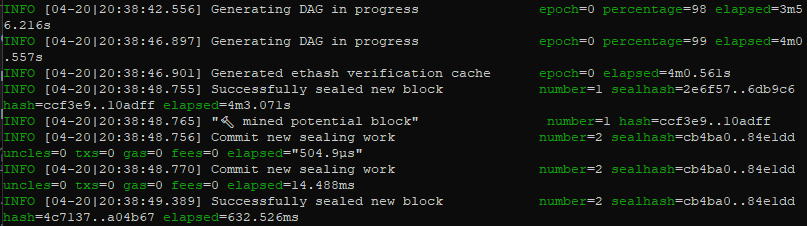 INFO [04-20|20:38:42.556] Generating DAG in progress epoch=0 percentage=98 elapsed=3m5
6.216s
INFO [04-20|20:38:46.897] Generating DAG in progress epoch=0 percentage=99 elapsed=4m0
.557s
INFO [04-20|20:38:46.901] Generated ethash verification cache epoch=0 elapsed=4m0.561s
INFO [04-20|20:38:48.755] Successfully sealed new block number=1 sealhash=2e6f57..6db9c6
hash=ccf3e9..10adff elapsed=4m3.071s
INFO [04-20|20:38:48.765] "🔨 mined potential block" number=1 hash=ccf3e9..10adff
INFO [04-20|20:38:48.756] Commit new sealing work number=2 sealhash=cb4ba0..84e1dd
uncles=0 txs=0 gas=0 fees=0 elapsed="504.9µs"
INFO [04-20|20:38:48.770] Commit new sealing work number=2 sealhash=cb4ba0..84e1dd
uncles=0 txs=0 gas=0 fees=0 elapsed=14.488ms
INFO [04-20|20:38:49.389] Successfully sealed new block number=2 sealhash=cb4ba0..84e1dd
hash=4c7137..a04b67 elapsed=632.526ms